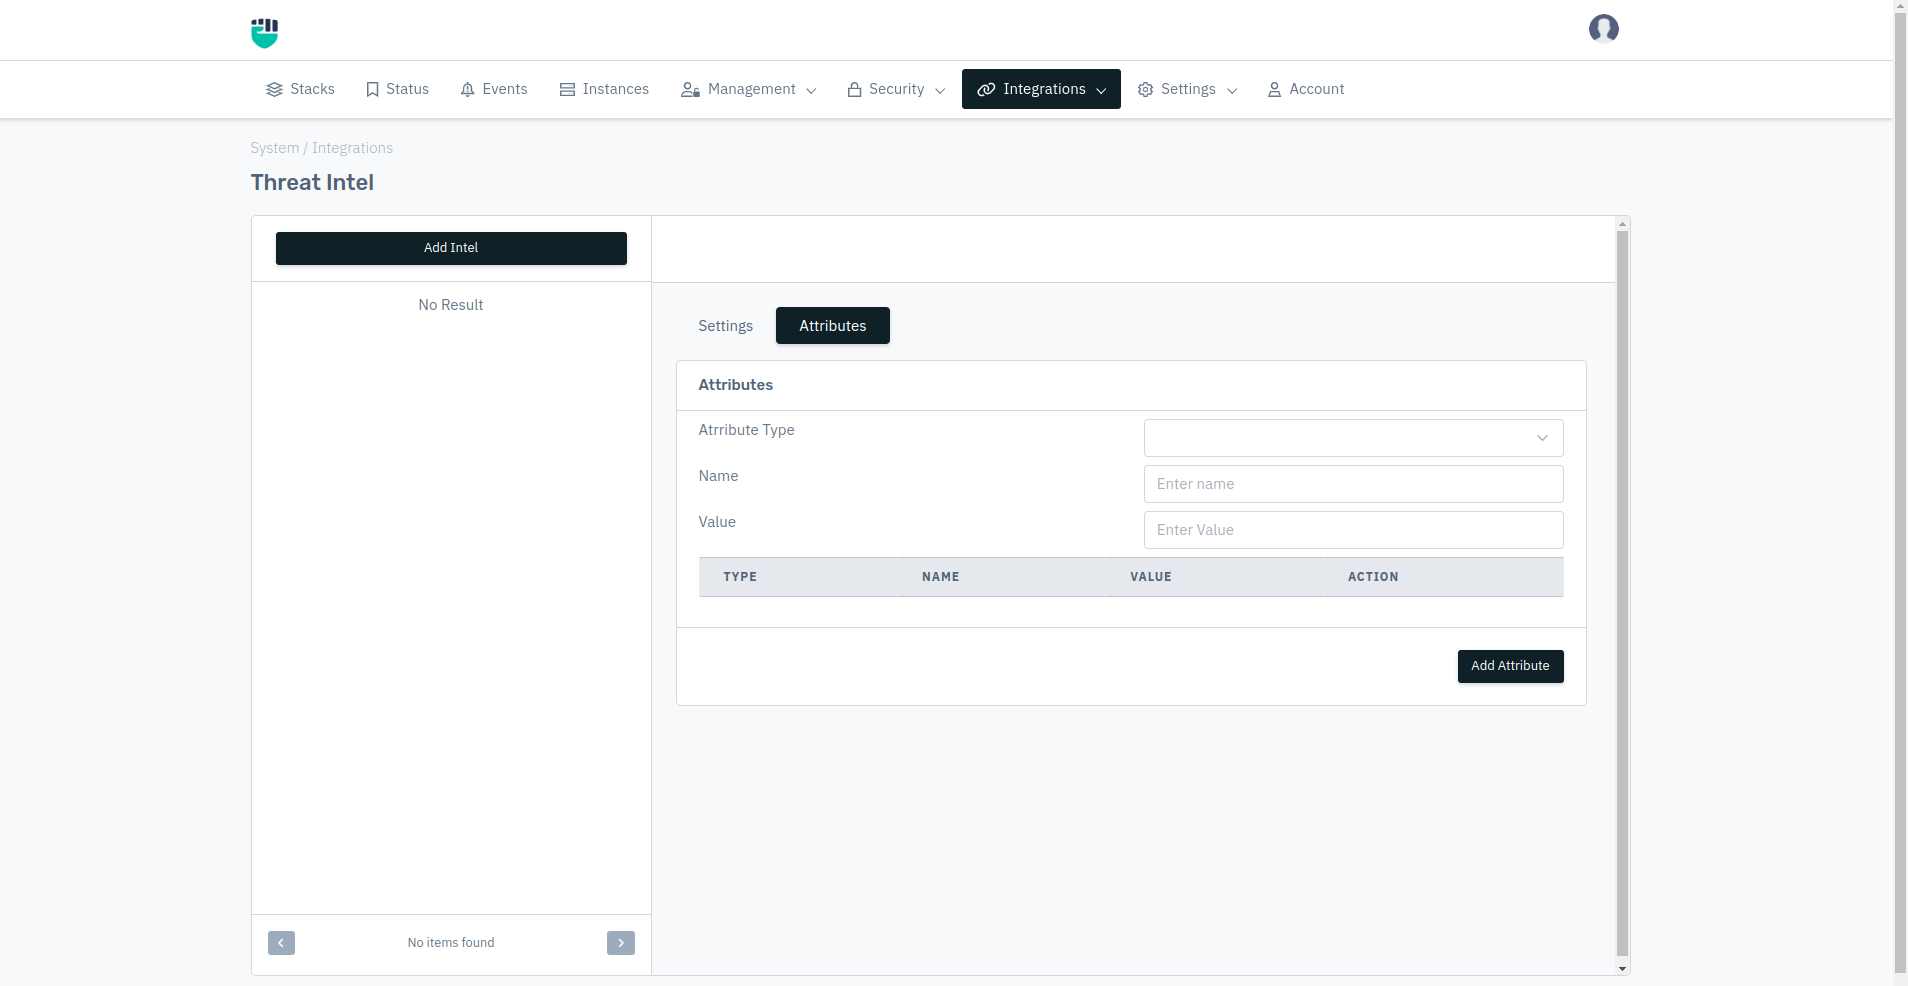 Stacks
Status
Events
Instances
Management
Security
Integrations
Settings
Account
System / Integrations
Threat Intel
Add Intel
No Result
Settings
Attributes
Attributes
Atrribute Type
Name
Enter name
Value
Enter Value
TYPE NAME VALUE ACTION
Add Attribute
No items found